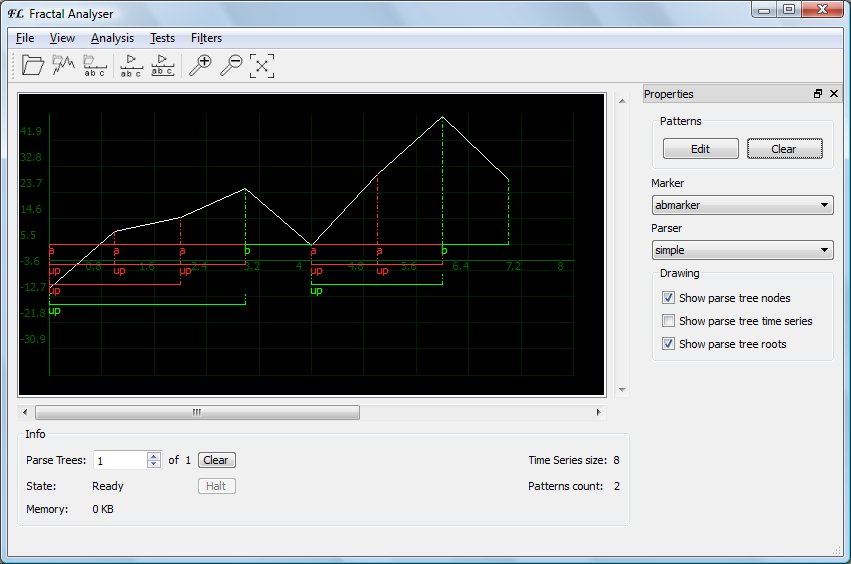 FL Fractal Analyser
File View Analysis Tests Filters
a b c a b c a b c
Properties
Patterns
Edit Clear
Marker
abmarker
Parser
simple
Drawing
Show parse tree nodes
Show parse tree time series
Show parse tree roots
41.9
32.8
23.7
14.6
5.5
a a a b a a b
-3.6 0.8 1.6 2.4 3.2 4 4.8 5.6 6.4 7.2 8
up up up up up
-12.7
up up
-21.8
up
-30.9
Info
Parse Trees: 1 of 1 Clear Time Series size: 8
State: Ready Halt Patterns count: 2
Memory: 0 KB